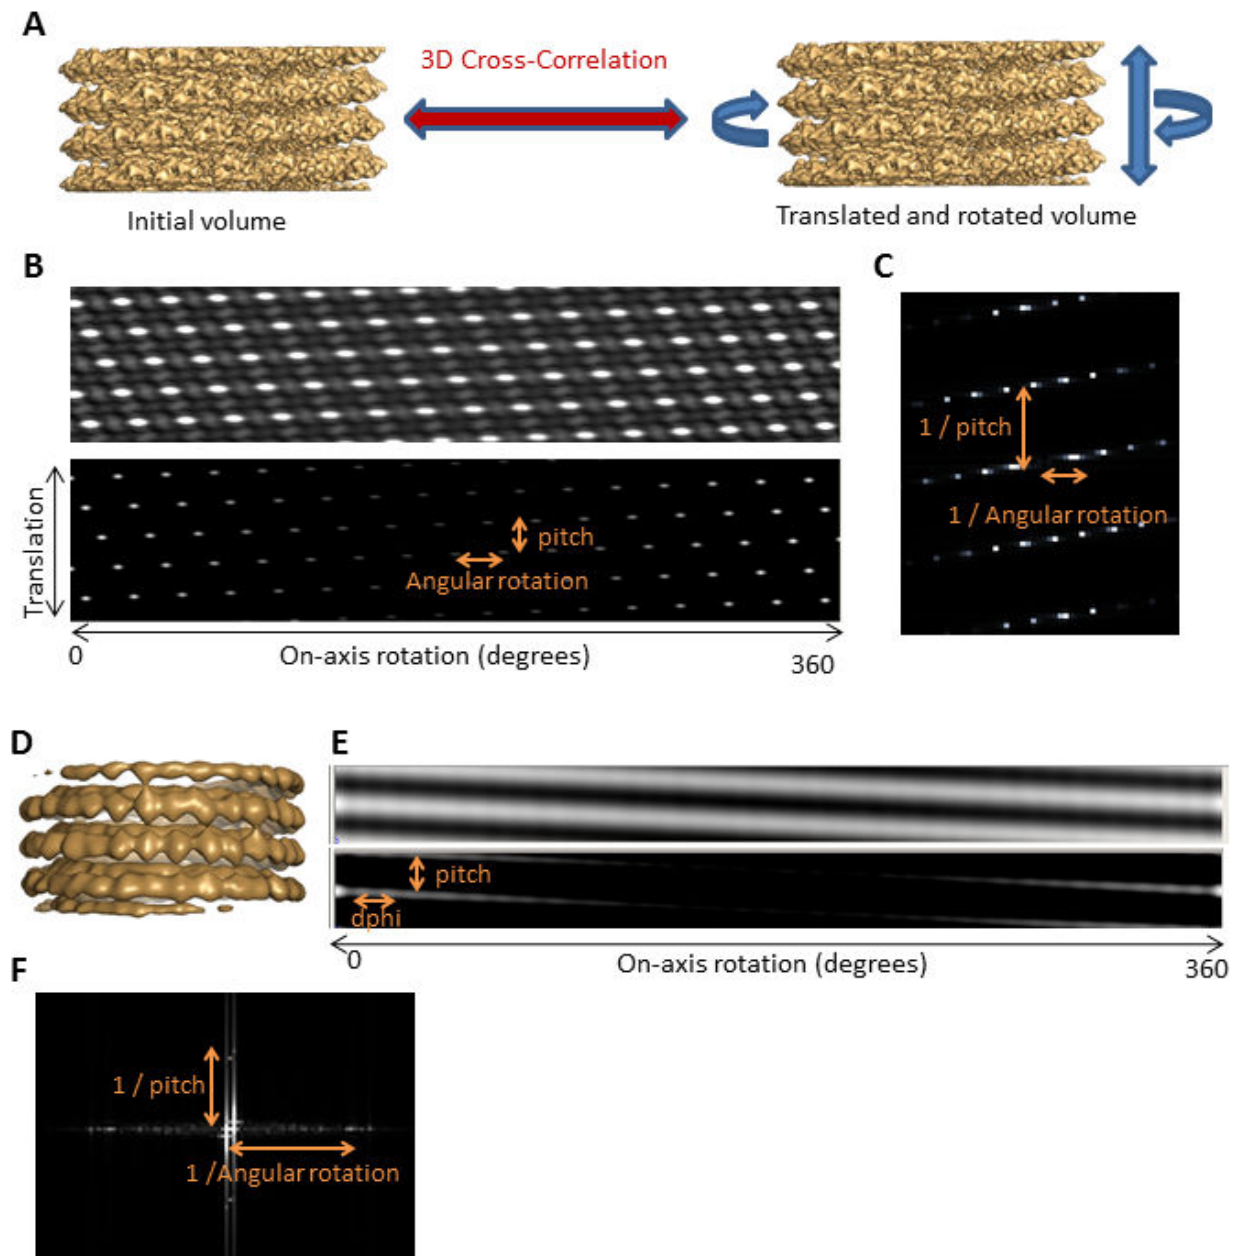 A
3D Cross-Correlation
Initial volume
Translated and rotated volume
B
C
Translation
pitch
Angular rotation
0
On-axis rotation (degrees)
360
1 / pitch
1 / Angular rotation
D
E
pitch
dphi
0
On-axis rotation (degrees)
360
F
1 / pitch
1 /Angular rotation